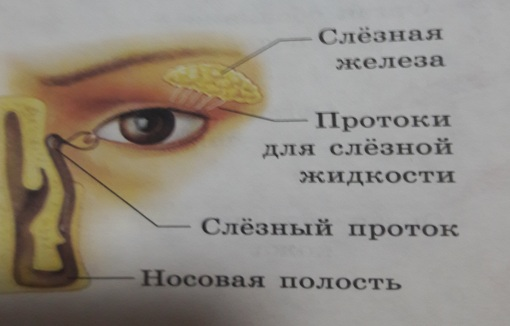 Слёзная
железа
Протоки
для слёзной
жидкости
Слёзный проток
Носовая полость